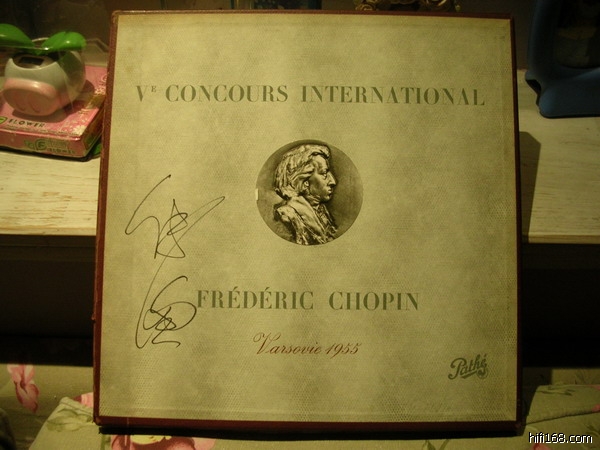 Vᴱ CONCOURS INTERNATIONAL
FRÉDÉRIC CHOPIN
Varsovie 1955
Pathé
hifi168.com